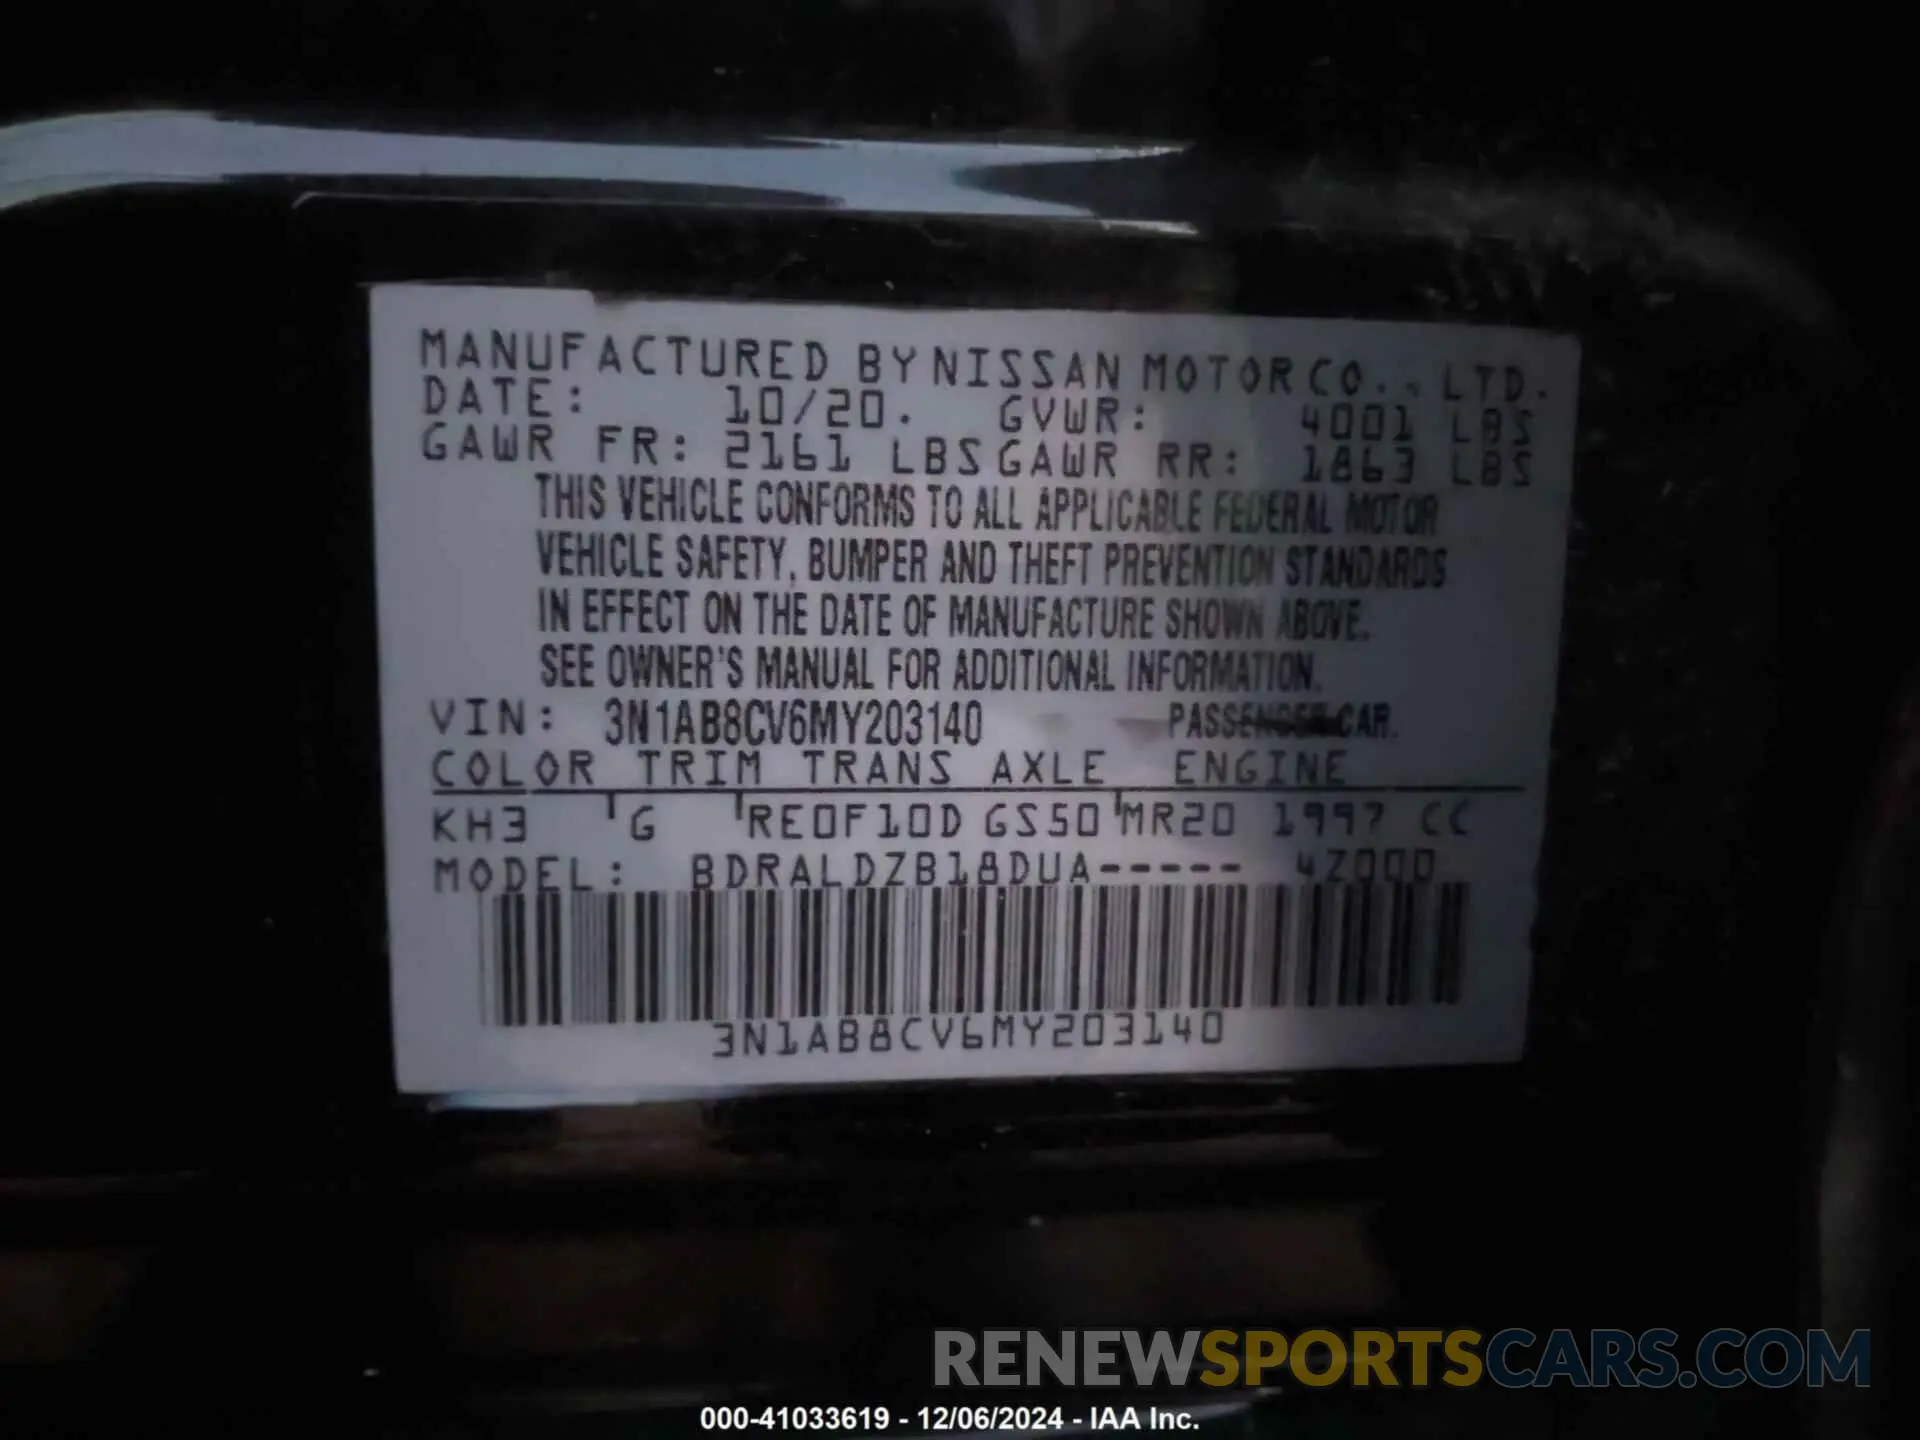 MANUFACTURED BY NISSAN MOTOR CO., LTD.
DATE: 10/20. GVWR: 4001 LBS
GAWR FR: 2161 LBS GAWR RR: 1863 LBS
THIS VEHICLE CONFORMS TO ALL APPLICABLE FEDERAL MOTOR
VEHICLE SAFETY, BUMPER AND THEFT PREVENTION STANDARDS
IN EFFECT ON THE DATE OF MANUFACTURE SHOWN ABOVE.
SEE OWNER'S MANUAL FOR ADDITIONAL INFORMATION.
VIN: 3N1AB8CV6MY203140 PASSENGER CAR.
COLOR TRIM TRANS AXLE ENGINE
KH3 G RE0F10D GS50 MR20 1997 CC
MODEL: BDRALDZB18DUA----- 4Z000
3N1AB8CV6MY203140
RENEWSPORTSCARS.COM
000-41033619 - 12/06/2024 - IAA Inc.